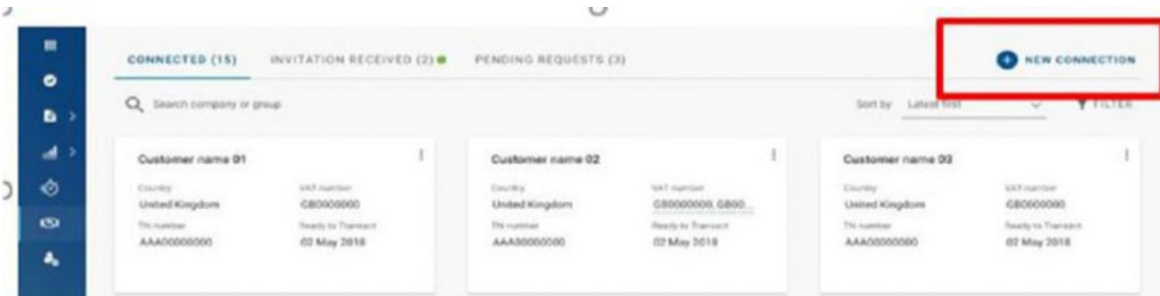 CONNECTED (15) INVITATION RECEIVED (2) PENDING REQUESTS (3) NEW CONNECTION
Search company or group Sort by Latest first FILTER
Customer name 01 Customer name 02 Customer name 03
Country VAT number Country VAT number Country VAT number
United Kingdom GB0000000 United Kingdom GB0000000, GB00... United Kingdom GB0000000
TN number Ready to Transact TN number Ready to Transact TN number Ready to Transact
AAA00000000 02 May 2018 AAA00000000 02 May 2018 AAA00000000 02 May 2018